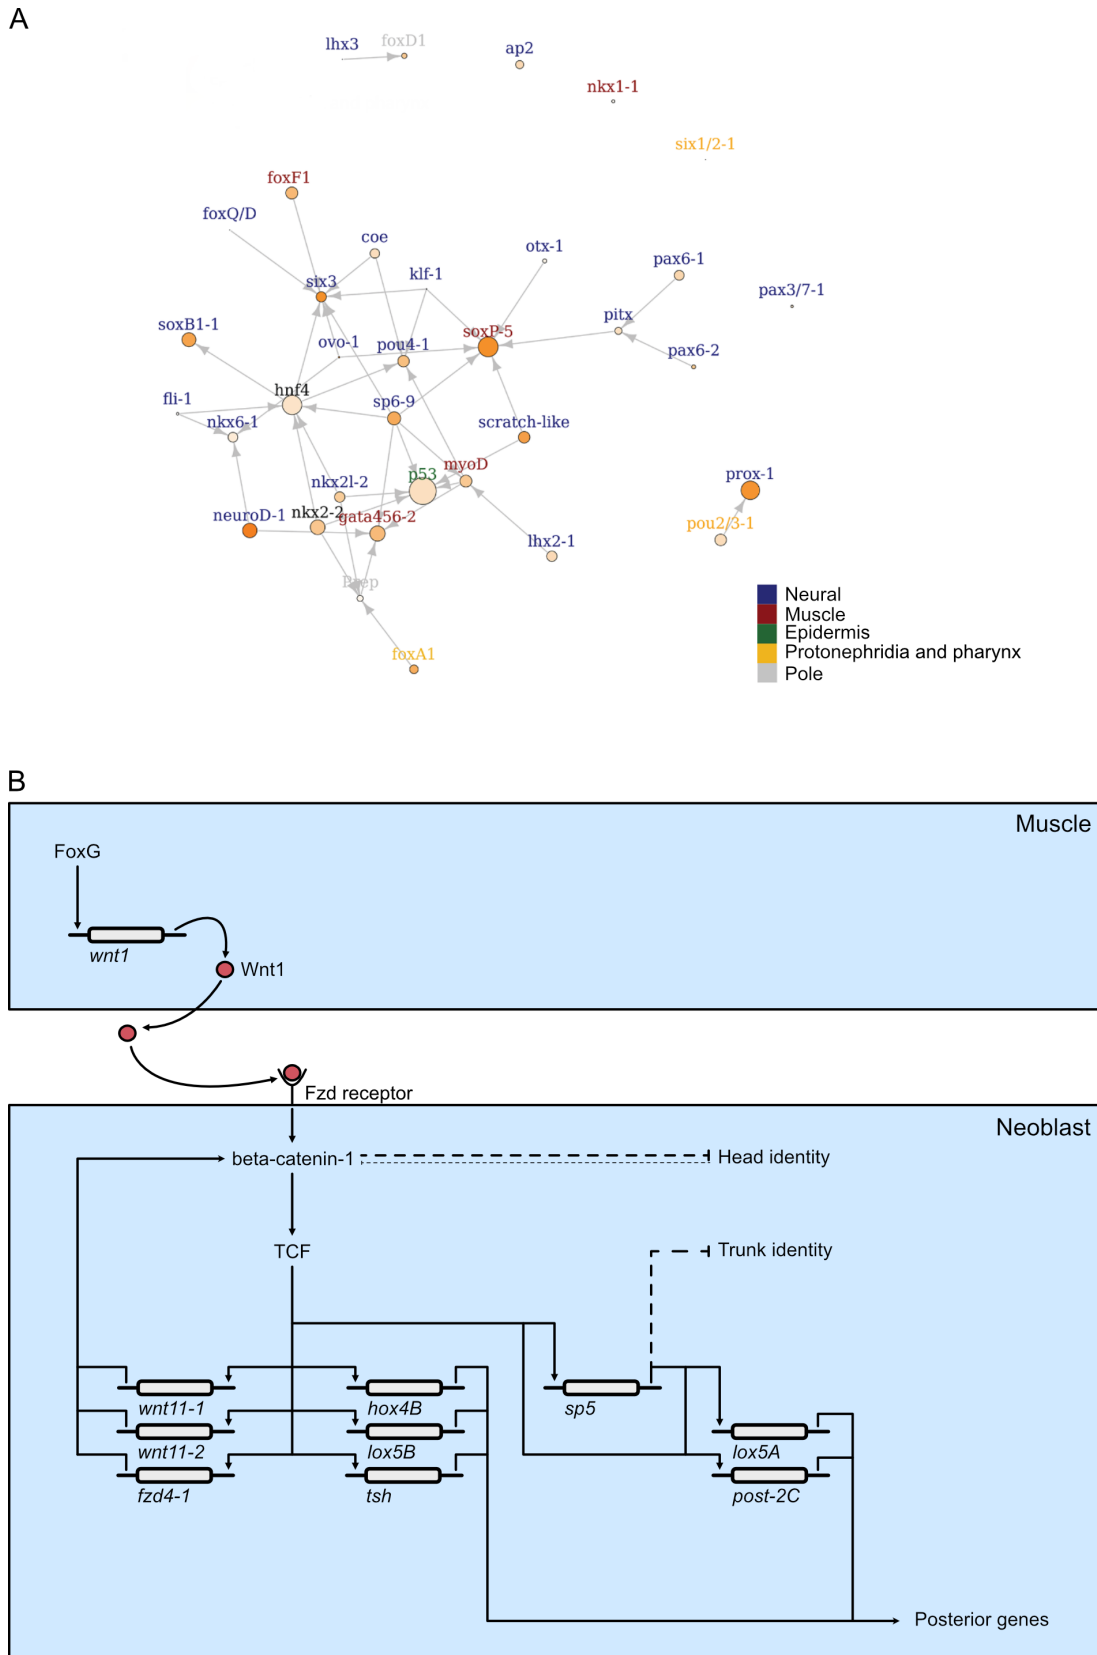 A
lhx3
foxD1
ap2
nkx1-1
six1/2-1
foxF1
foxQ/D
coe
otx-1
pax6-1
six3
klf-1
pax3/7-1
soxB1-1
ovo-1
pou4-1
soxP-5
pitx
pax6-2
hnf4
fli-1
nkx6-1
sp6-9
scratch-like
nkx2l-2
p53
myoD
prox-1
neuroD-1
nkx2-2
gata456-2
pou2/3-1
lhx2-1
Prep
foxA1
Neural
Muscle
Epidermis
Protonephridia and pharynx
Pole
B
Muscle
FoxG
wnt1
Wnt1
Fzd receptor
Neoblast
beta-catenin-1
Head identity
TCF
Trunk identity
wnt11-1
hox4B
sp5
wnt11-2
lox5B
lox5A
fzd4-1
tsh
post-2C
Posterior genes